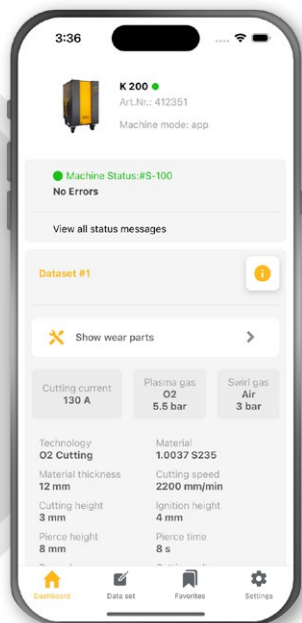 3:36
K 200
Art.Nr.: 412351
Machine mode: app
Machine Status:#S-100
No Errors
View all status messages
Dataset #1
Show wear parts
Cutting current
130 A
Plasma gas
O2
5.5 bar
Swirl gas
Air
3 bar
Technology
O2 Cutting
Material
1.0037 S235
Material thickness
12 mm
Cutting speed
2200 mm/min
Cutting height
3 mm
Ignition height
4 mm
Pierce height
8 mm
Pierce time
8 s
Dashboard
Data set
Favorites
Settings